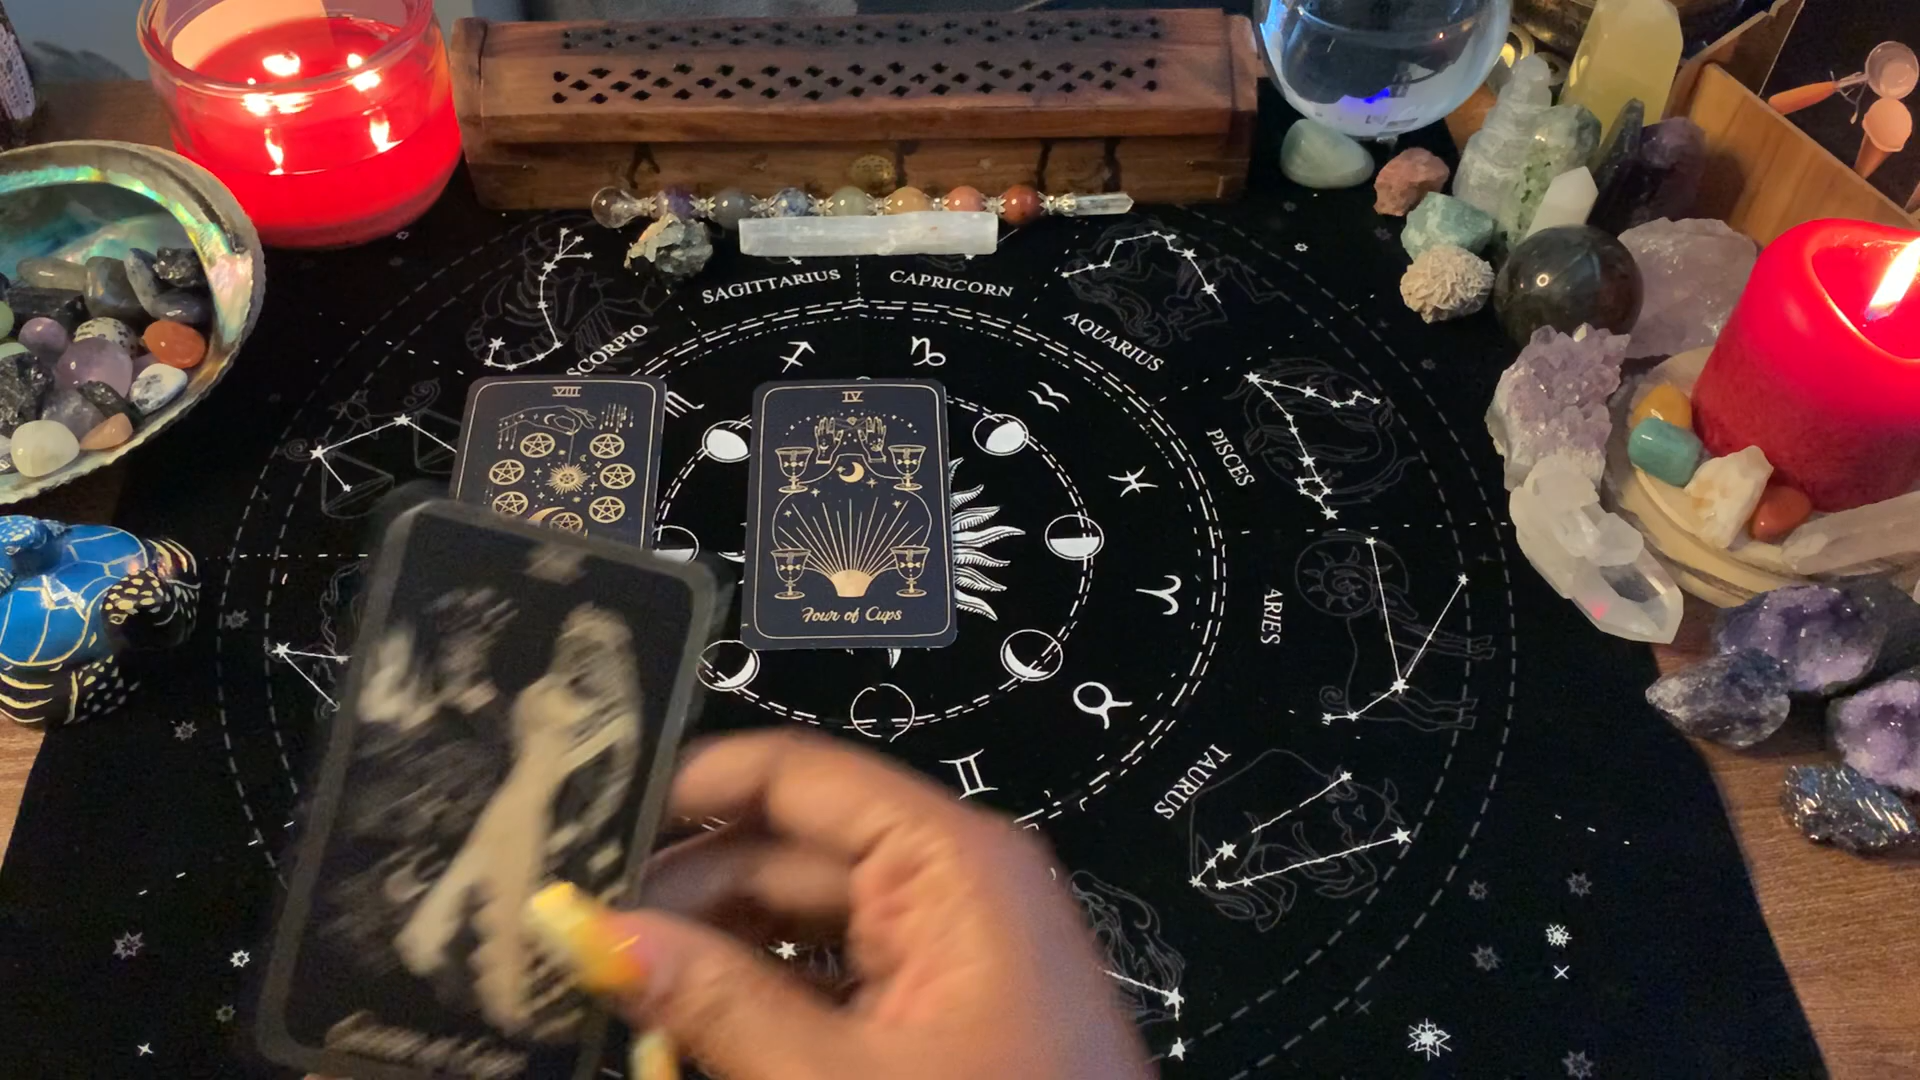 SAGITTARIUS
CAPRICORN
SCORPIO
AQUARIUS
PISCES
ARIES
TAURUS
VIII
IV
Four of Cups